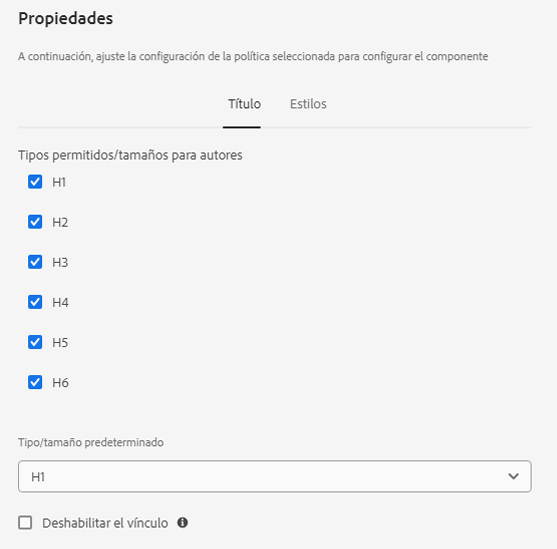 Propiedades
A continuación, ajuste la configuración de la política seleccionada para configurar el componente
Título Estilos
Tipos permitidos/tamaños para autores
H1
H2
H3
H4
H5
H6
Tipo/tamaño predeterminado
H1
Deshabilitar el vínculo